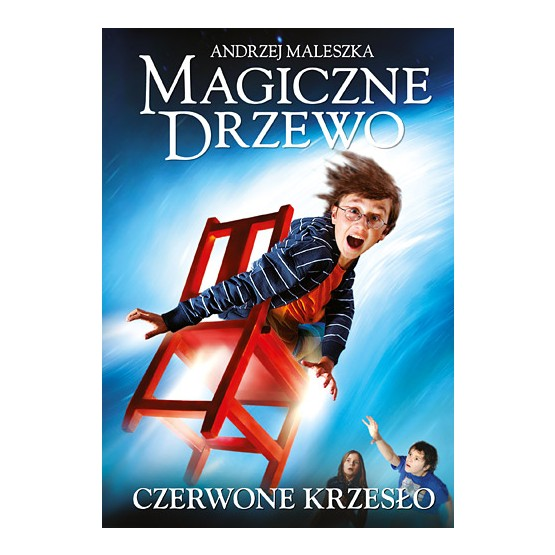 ANDRZEJ MALESZKA
MAGICZNE
DRZEWO
CZERWONE KRZESŁO